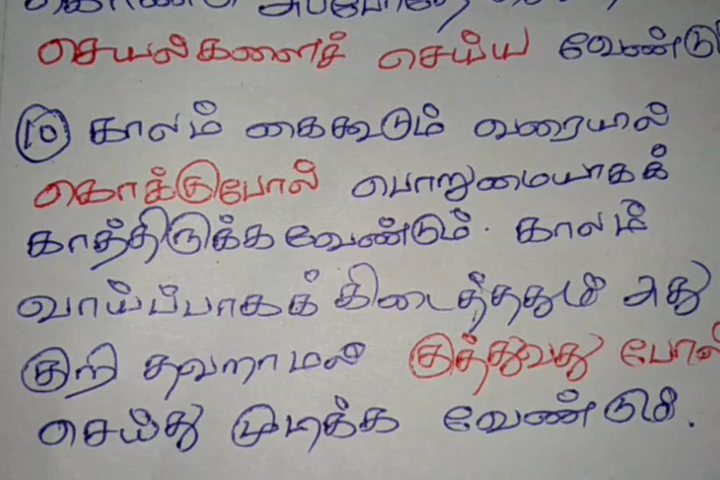 செயல்களைச் செய்ய வேண்டு
10 காலம் கைகூடும் வரையில்
கொக்குபோல் பொறுமையாகக்
காத்திருக்க வேண்டும். காலம்
வாய்ப்பாகக் கிடைத்ததும் அது
குறி தவறாமல் குத்துவது போல்
செய்து முடிக்க வேண்டும்.